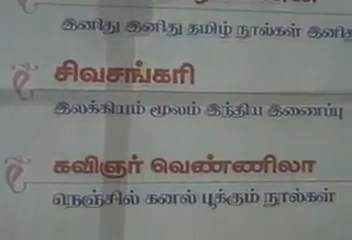 இனிது இனிது தமிழ் நூல்கள் இனிது
சிவசங்கரி
இலக்கியம் மூலம் இந்திய இணைப்பு
கவிஞர் வெண்ணிலா
நெஞ்சில் கனல் பூக்கும் நூல்கள்